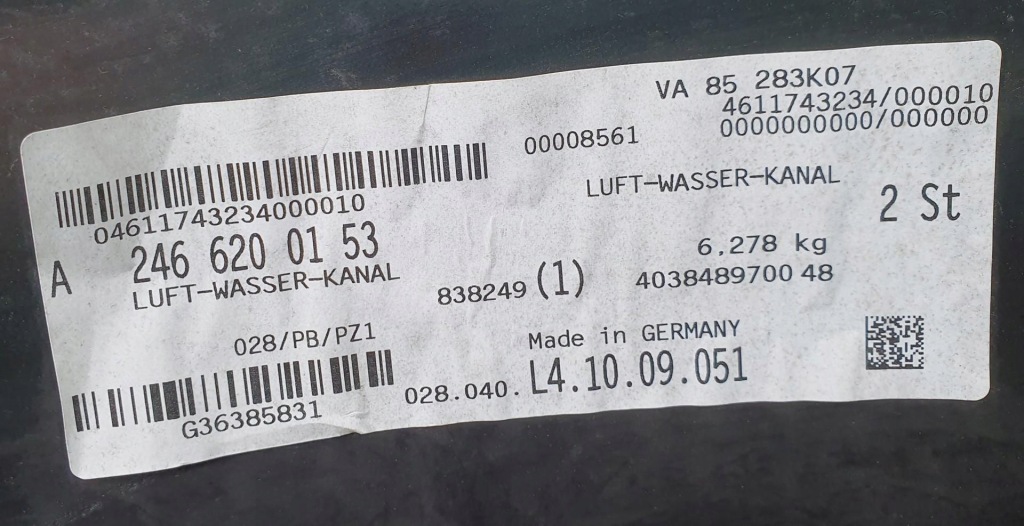 VA 85 283K07
4611743234/000010
0000000000/000000
00008561
04611743234000010
LUFT-WASSER-KANAL
2 St
A 246 620 01 53
LUFT-WASSER-KANAL
6,278 kg
838249 (1) 4038489700 48
028/PB/PZ1
Made in GERMANY
G36385831
028.040. L4.10.09.051